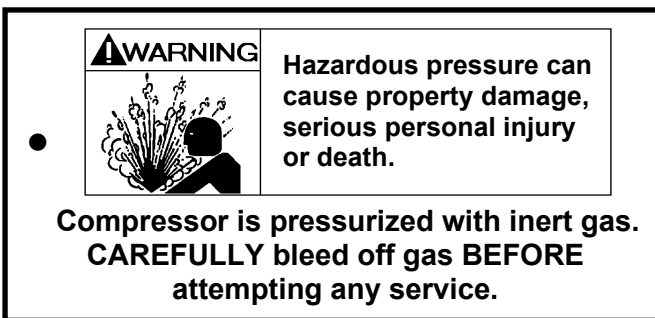 WARNING
Hazardous pressure can
cause property damage,
serious personal injury
or death.
Compressor is pressurized with inert gas.
CAREFULLY bleed off gas BEFORE
attempting any service.